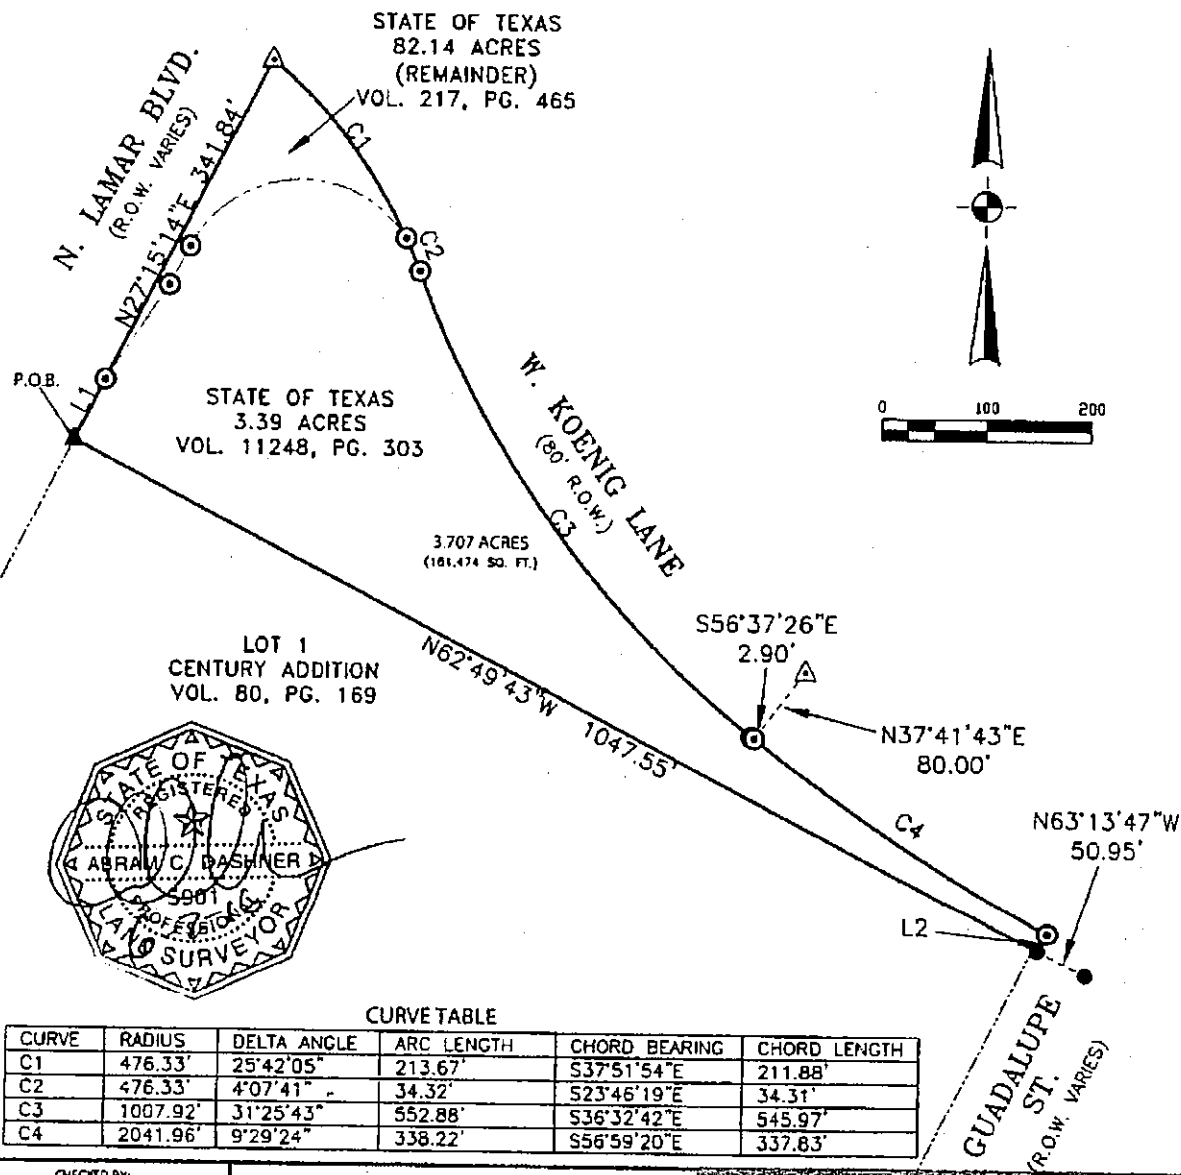 STATE OF TEXAS
82.14 ACRES
(REMAINDER)
VOL. 217, PG. 465
N. LAMAR BLVD.
(R.O.W. VARIES)
N27°15'14"E 341.84'
C1
C2
P.O.B.
L1
STATE OF TEXAS
3.39 ACRES
VOL. 11248, PG. 303
0 100 200
W. KOENIG LANE
(80' R.O.W.)
C3
3.707 ACRES
(161,474 SQ. FT.)
S56°37'26"E
2.90'
LOT 1
CENTURY ADDITION
VOL. 80, PG. 169
N62°49'43"W 1047.55'
N37°41'43"E
80.00'
C4
N63°13'47"W
50.95'
L2
STATE OF TEXAS
REGISTERED
ABRAM C. DASHNER
5901
PROFESSIONAL
LAND SURVEYOR
GUADALUPE
ST.
(R.O.W. VARIES)
CURVE TABLE
CURVE RADIUS DELTA ANGLE ARC LENGTH CHORD BEARING CHORD LENGTH
C1 476.33' 25°42'05" 213.67' S37°51'54"E 211.88'
C2 476.33' 4°07'41" 34.32' S23°46'19"E 34.31'
C3 1007.92' 31°25'43" 552.88' S36°32'42"E 545.97'
C4 2041.96' 9°29'24" 338.22' S56°59'20"E 337.83'
CHECKED BY: